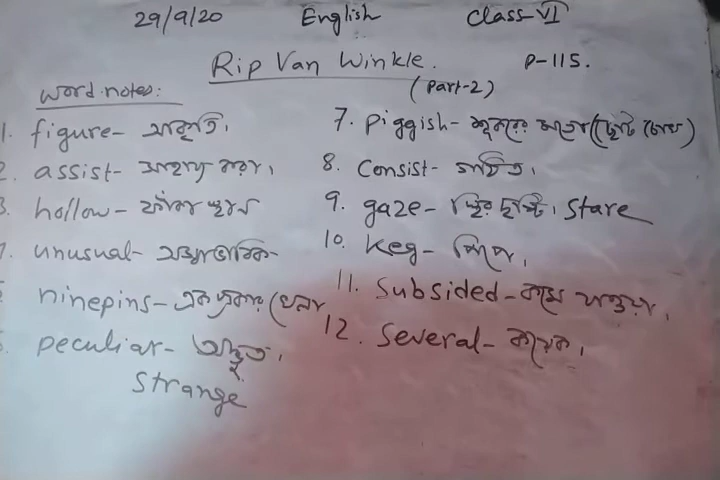 29/9/20 English Class-VI
Rip Van Winkle. P-115.
(Part-2)
Word notes:
1. figure- আকৃতি।
2. assist- সাহায্য করা।
3. hollow- ফাঁকা স্থান
unusual- অস্বাভাবিক
ninepins- একপ্রকার খেলা
peculiar- অদ্ভুত।
Strange
7. Piggish- শূকরের মতো (ছোট চোখ)
8. Consist- গঠিত।
9. gaze- স্থির দৃষ্টি। Stare
10. Keg- পিপে।
11. Subsided- কমে যাওয়া।
12. Several- কয়েক।